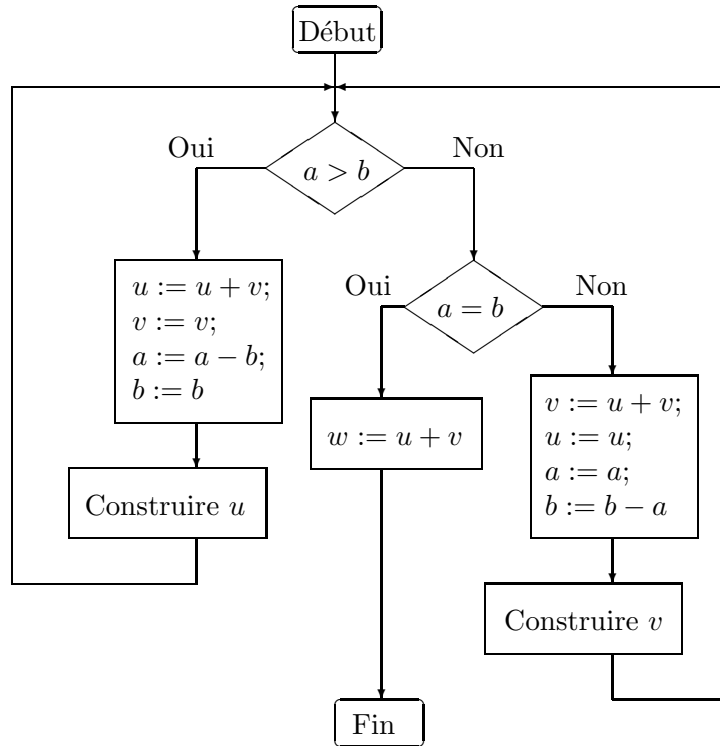 Début
Oui
Non
a > b
u := u + v;
v := v;
a := a − b;
b := b
Construire u
Oui
Non
a = b
w := u + v
v := u + v;
u := u;
a := a;
b := b − a
Construire v
Fin